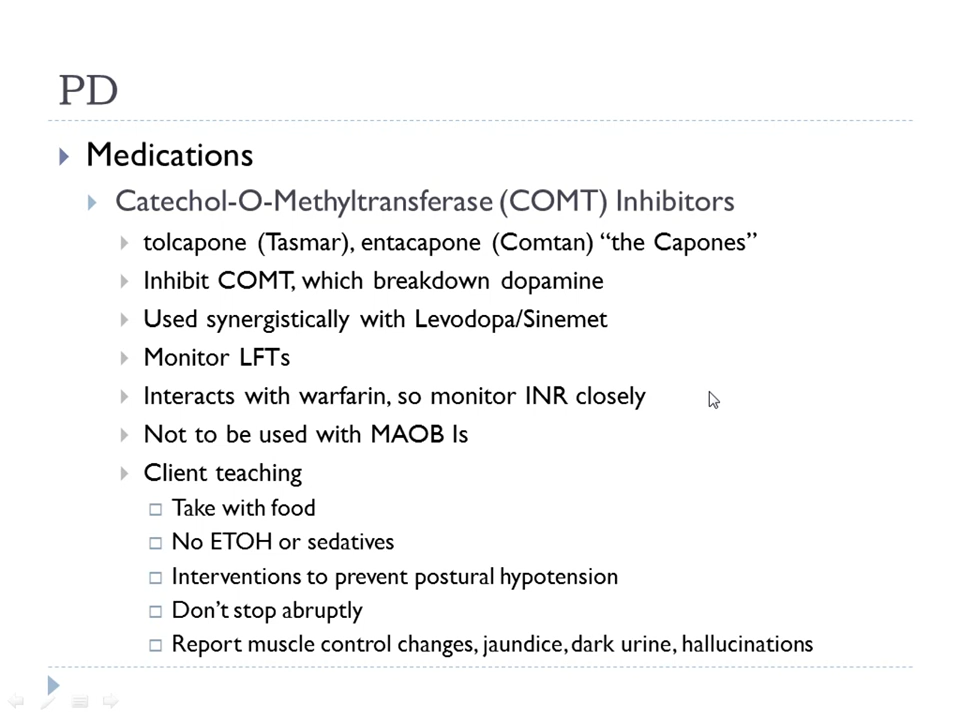 PD
Medications
Catechol-O-Methyltransferase (COMT) Inhibitors
tolcapone (Tasmar), entacapone (Comtan) “the Capones”
Inhibit COMT, which breakdown dopamine
Used synergistically with Levodopa/Sinemet
Monitor LFTs
Interacts with warfarin, so monitor INR closely
Not to be used with MAOB Is
Client teaching
Take with food
No ETOH or sedatives
Interventions to prevent postural hypotension
Don’t stop abruptly
Report muscle control changes, jaundice, dark urine, hallucinations